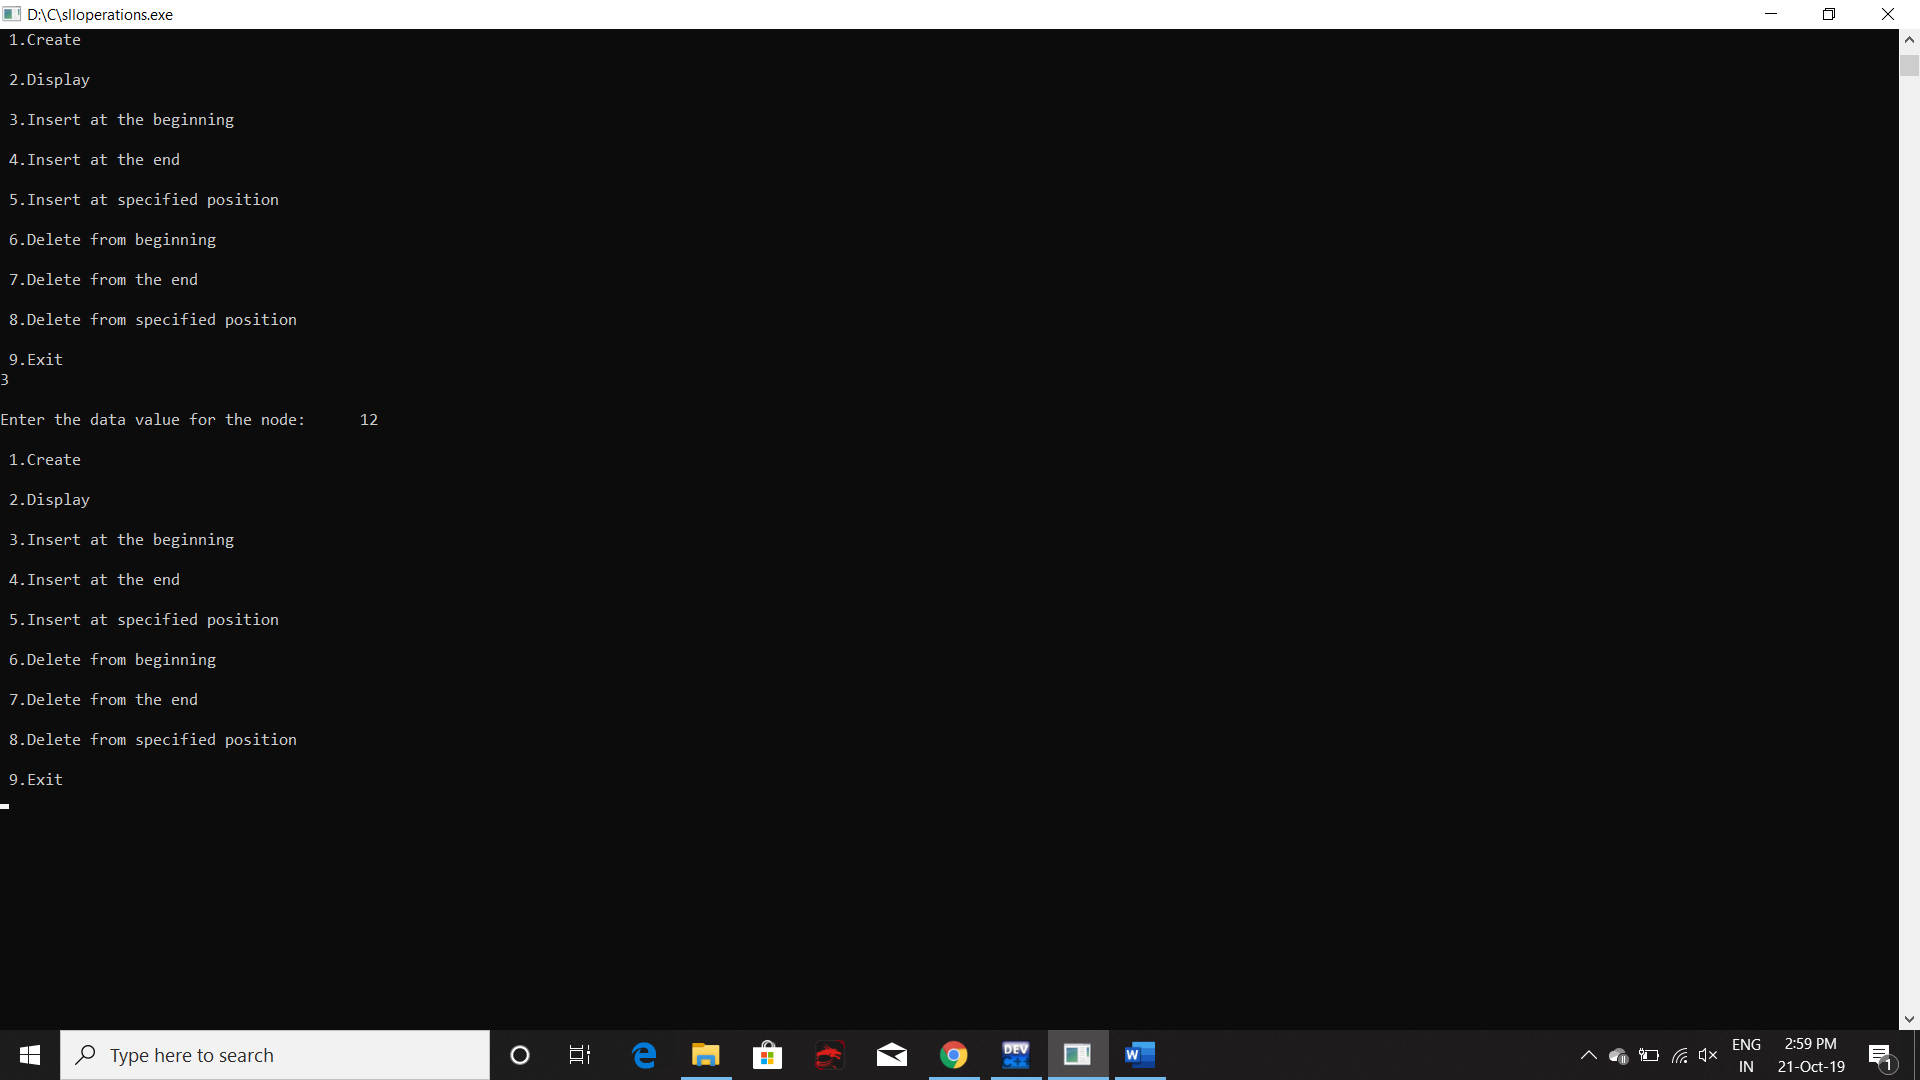 D:\C\slloperations.exe
1.Create
2.Display
3.Insert at the beginning
4.Insert at the end
5.Insert at specified position
6.Delete from beginning
7.Delete from the end
8.Delete from specified position
9.Exit
3
Enter the data value for the node: 12
1.Create
2.Display
3.Insert at the beginning
4.Insert at the end
5.Insert at specified position
6.Delete from beginning
7.Delete from the end
8.Delete from specified position
9.Exit
Type here to search
DEV
C++
W
ENG
IN
2:59 PM
21-Oct-19
1